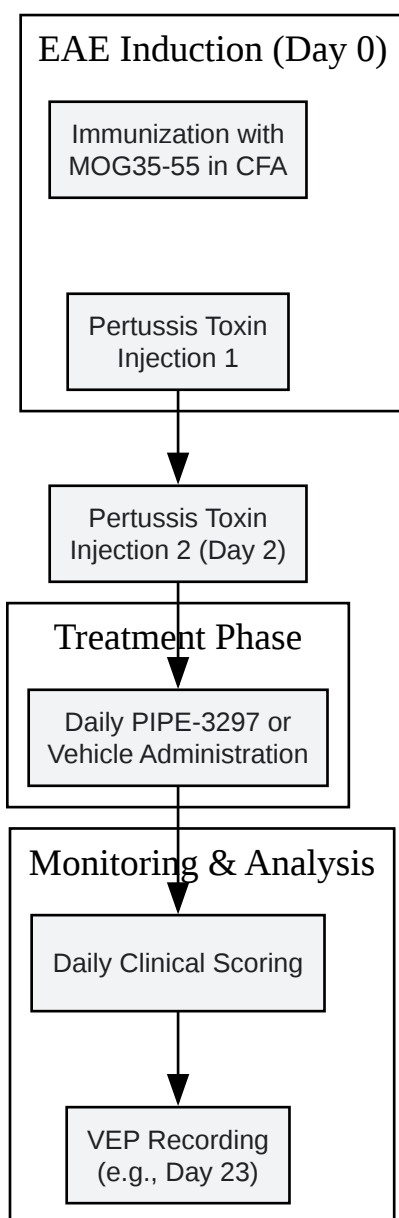 EAE Induction (Day 0)
Immunization with
MOG35-55 in CFA
Pertussis Toxin
Injection 1
Pertussis Toxin
Injection 2 (Day 2)
Treatment Phase
Daily PIPE-3297 or
Vehicle Administration
Monitoring & Analysis
Daily Clinical Scoring
VEP Recording
(e.g., Day 23)